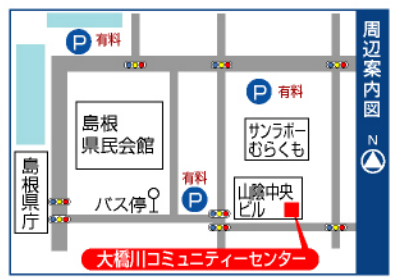 周辺案内図
N
P 有料
P 有料
島根
県民会館
サンラポー
むらくも
島根県庁
有料
P
バス停
山陰中央
ビル
大橋川コミュニティーセンター